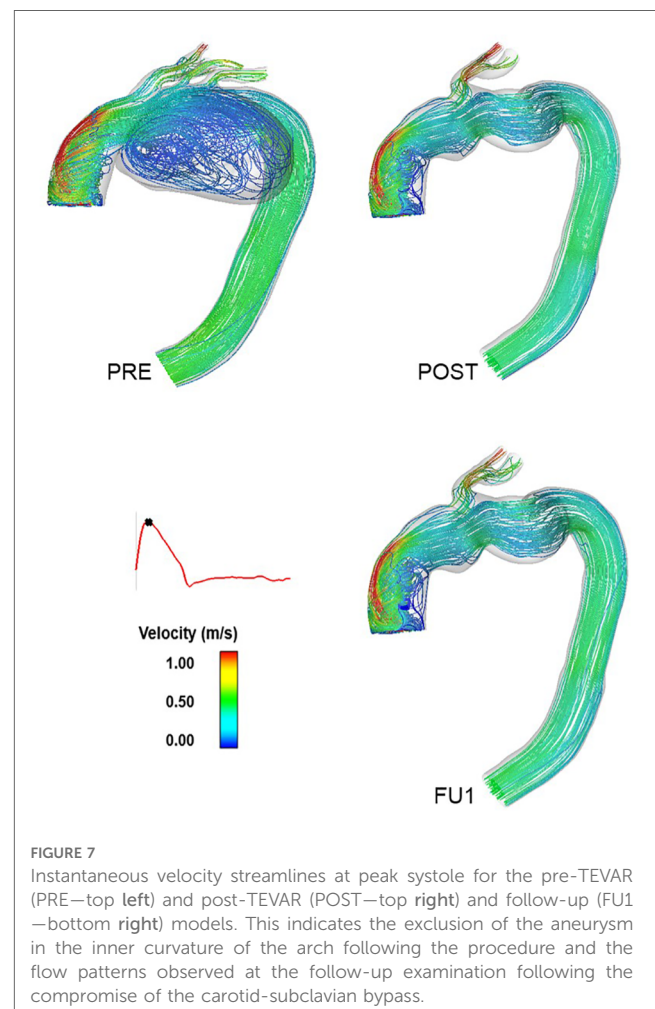 PRE
POST
Velocity (m/s)
1.00
0.50
0.00
FU1
FIGURE 7
Instantaneous velocity streamlines at peak systole for the pre-TEVAR
(PRE—top left) and post-TEVAR (POST—top right) and follow-up (FU1
—bottom right) models. This indicates the exclusion of the aneurysm
in the inner curvature of the arch following the procedure and the
flow patterns observed at the follow-up examination following the
compromise of the carotid-subclavian bypass.